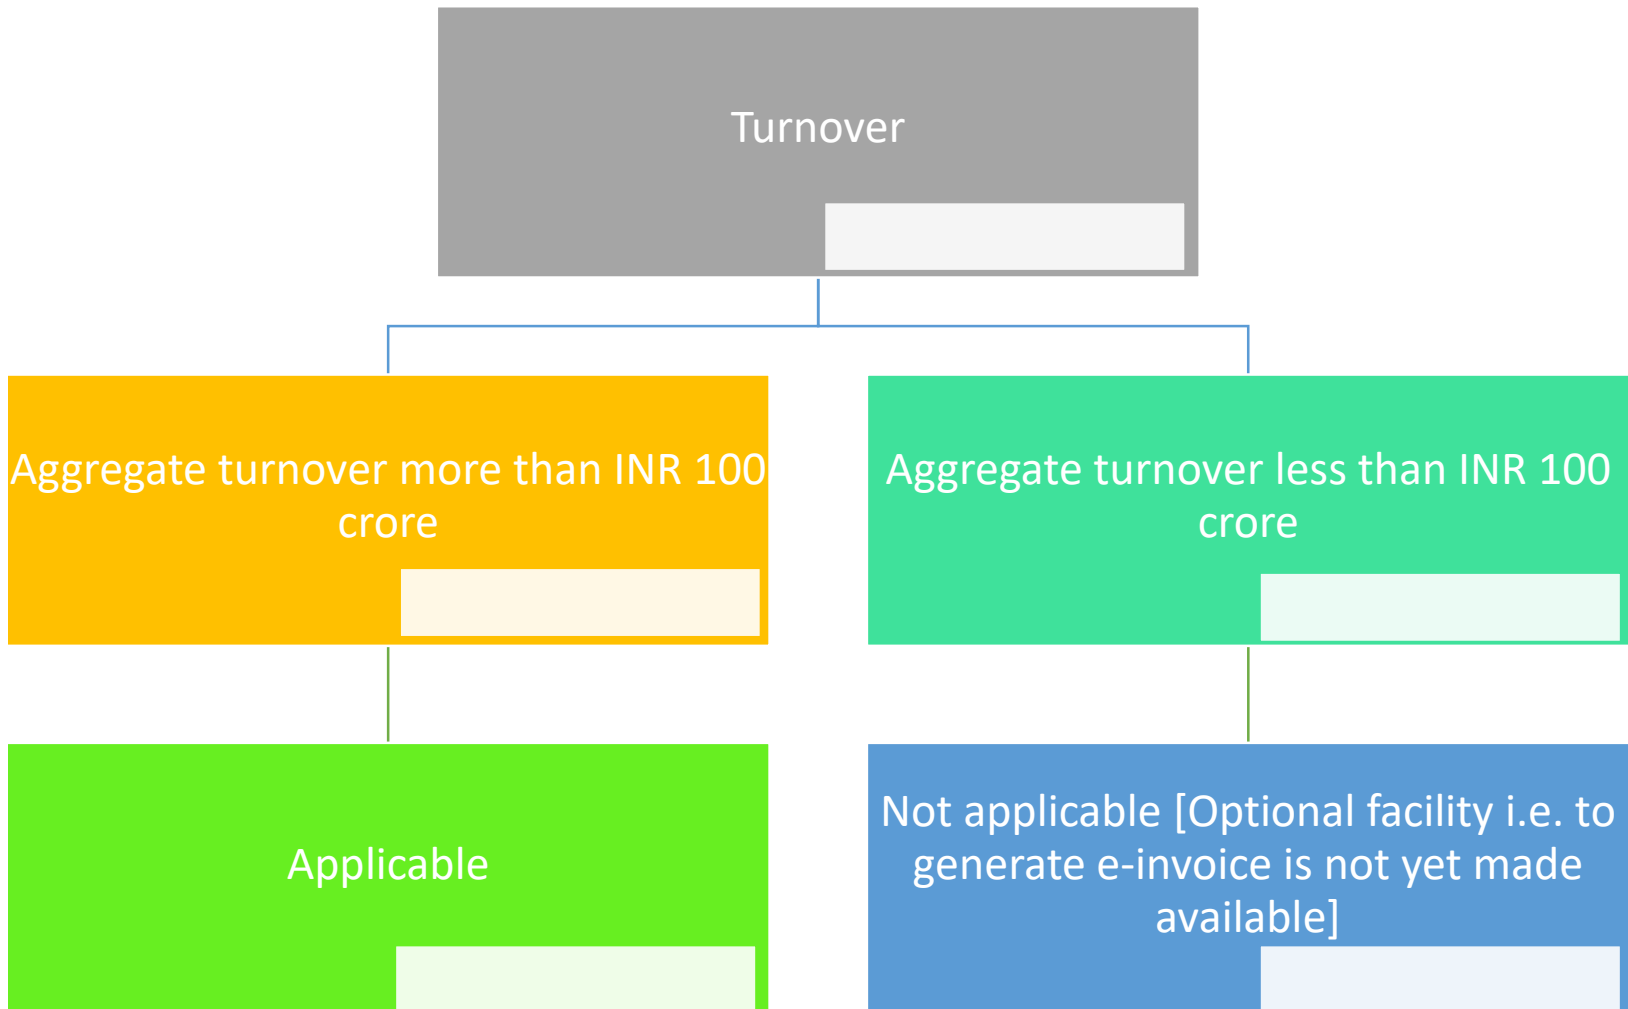 Turnover
Aggregate turnover more than INR 100
crore
Aggregate turnover less than INR 100
crore
Applicable
Not applicable [Optional facility i.e. to
generate e-invoice is not yet made
available]